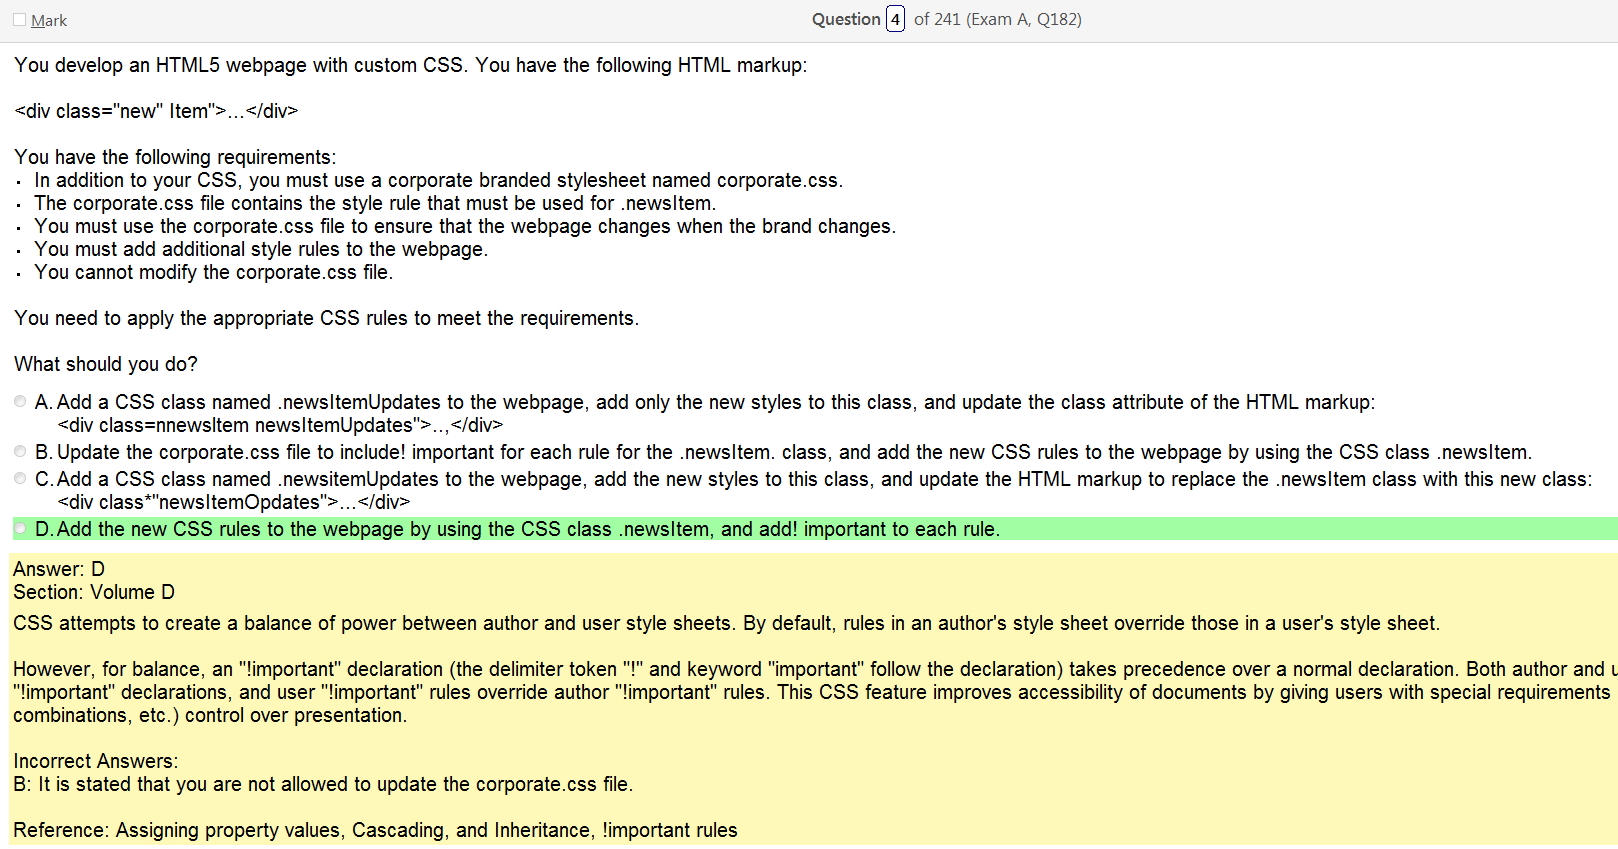 Mark
Question 4 of 241 (Exam A, Q182)
You develop an HTML5 webpage with custom CSS. You have the following HTML markup:
<div class="new" Item">...</div>
You have the following requirements:
· In addition to your CSS, you must use a corporate branded stylesheet named corporate.css.
· The corporate.css file contains the style rule that must be used for .newsItem.
· You must use the corporate.css file to ensure that the webpage changes when the brand changes.
· You must add additional style rules to the webpage.
· You cannot modify the corporate.css file.
You need to apply the appropriate CSS rules to meet the requirements.
What should you do?
A. Add a CSS class named .newsItemUpdates to the webpage, add only the new styles to this class, and update the class attribute of the HTML markup:
<div class=nnewsItem newsItemUpdates">..,</div>
B. Update the corporate.css file to include! important for each rule for the .newsItem. class, and add the new CSS rules to the webpage by using the CSS class .newsItem.
C. Add a CSS class named .newsitemUpdates to the webpage, add the new styles to this class, and update the HTML markup to replace the .newsItem class with this new class:
<div class*"newsItemOpdates">...</div>
D. Add the new CSS rules to the webpage by using the CSS class .newsItem, and add! important to each rule.
Answer: D
Section: Volume D
CSS attempts to create a balance of power between author and user style sheets. By default, rules in an author's style sheet override those in a user's style sheet.
However, for balance, an "!important" declaration (the delimiter token "!" and keyword "important" follow the declaration) takes precedence over a normal declaration. Both author and u
"!important" declarations, and user "!important" rules override author "!important" rules. This CSS feature improves accessibility of documents by giving users with special requirements
combinations, etc.) control over presentation.
Incorrect Answers:
B: It is stated that you are not allowed to update the corporate.css file.
Reference: Assigning property values, Cascading, and Inheritance, !important rules